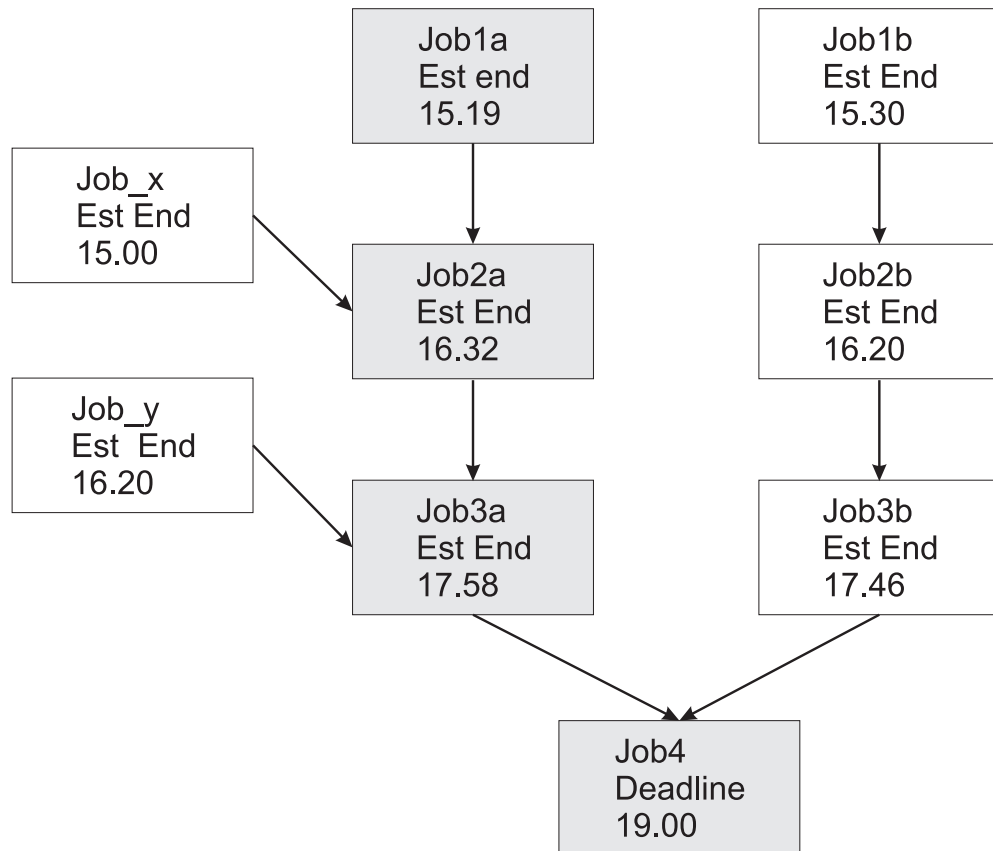 Job1a
Est end
15.19
Job1b
Est End
15.30
Job_x
Est End
15.00
Job2a
Est End
16.32
Job2b
Est End
16.20
Job_y
Est  End
16.20
Job3a
Est End
17.58
Job3b
Est End
17.46
Job4
Deadline
19.00